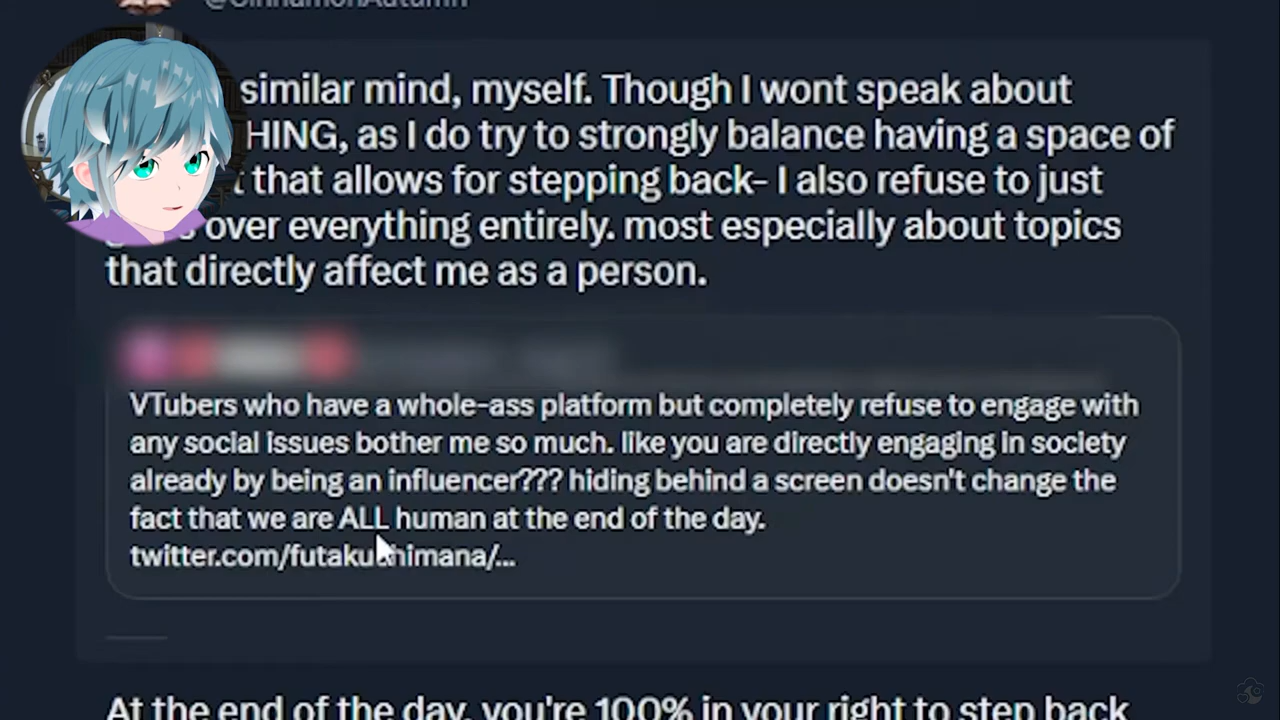 @CinnamonAutumn
similar mind, myself. Though I wont speak about
HING, as I do try to strongly balance having a space of
t that allows for stepping back- I also refuse to just
over everything entirely. most especially about topics
that directly affect me as a person.
VTubers who have a whole-ass platform but completely refuse to engage with
any social issues bother me so much. like you are directly engaging in society
already by being an influencer??? hiding behind a screen doesn't change the
fact that we are ALL human at the end of the day.
twitter.com/futakuchimana/...
At the end of the day, you're 100% in your right to step back